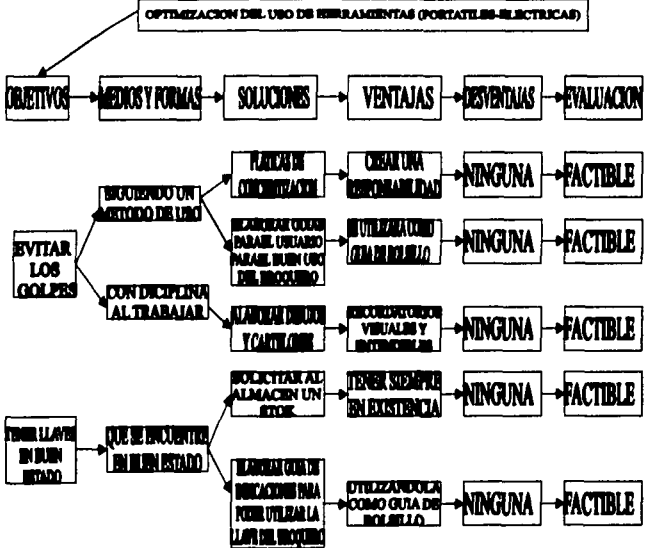 OPTIMIZACION DEL USO DE HERRAMIENTAS (PORTATILES-ELECTRICAS)
OBJETIVOS
MEDIOS Y FORMAS
SOLUCIONES
VENTAJAS
DESVENTAJAS
EVALUACION
EVITAR
LOS
GOLPES
SIGUIENDO UN
METODO DE USO
PLATICAS DE
CONCIENTIZACION
CREAR UNA
RESPONSABILIDAD
NINGUNA
FACTIBLE
ELABORAR GUIAS
PARA EL USUARIO
PARA EL BUEN USO
DEL BROQUERO
SE UTILIZARA COMO
GUIA DE BOLSILLO
NINGUNA
FACTIBLE
CON DICIPLINA
AL TRABAJAR
ELABORAR DIBUJOS
Y CARTELONES
RECORDATORIOS
VISUALES Y
ENTENDIBLES
NINGUNA
FACTIBLE
TENER LLAVES
EN BUEN
ESTADO
QUE SE ENCUENTRE
EN BUEN ESTADO
SOLICITAR AL
ALMACEN UN
STOK
TENER SIEMPRE
EN EXISTENCIA
NINGUNA
FACTIBLE
ELABORAR GUIA DE
INDICACIONES PARA
PODER UTILIZAR LA
LLAVE DEL BROQUERO
UTILIZANDOLA
COMO GUIA DE
BOLSILLO
NINGUNA
FACTIBLE